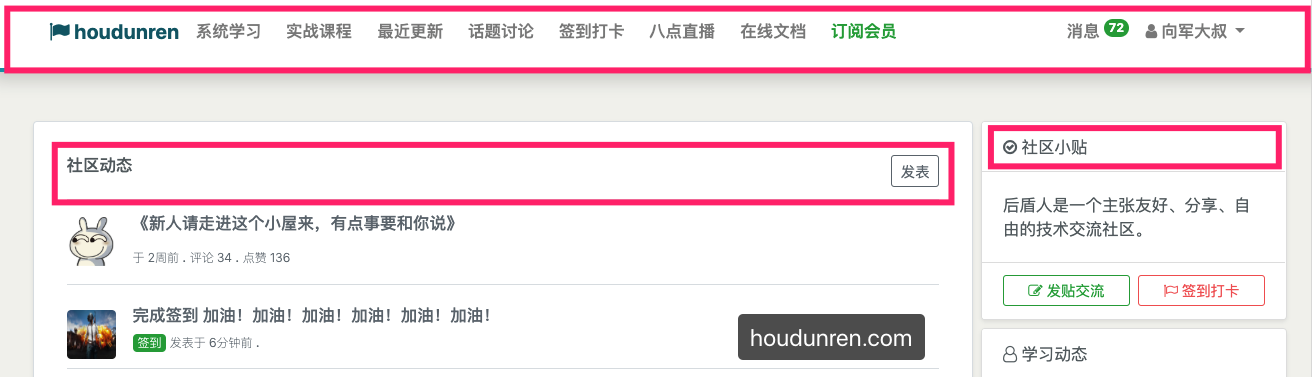 houdunren 系统学习 实战课程 最近更新 话题讨论 签到打卡 八点直播 在线文档 订阅会员 消息 72 向军大叔
社区动态 发表
《新人请走进这个小屋来，有点事要和你说》
于 2周前 . 评论 34 . 点赞 136
完成签到 加油！加油！加油！加油！加油！加油！
签到 发表于 6分钟前 .
houdunren.com
社区小贴
后盾人是一个主张友好、分享、自
由的技术交流社区。
发贴交流 签到打卡
学习动态